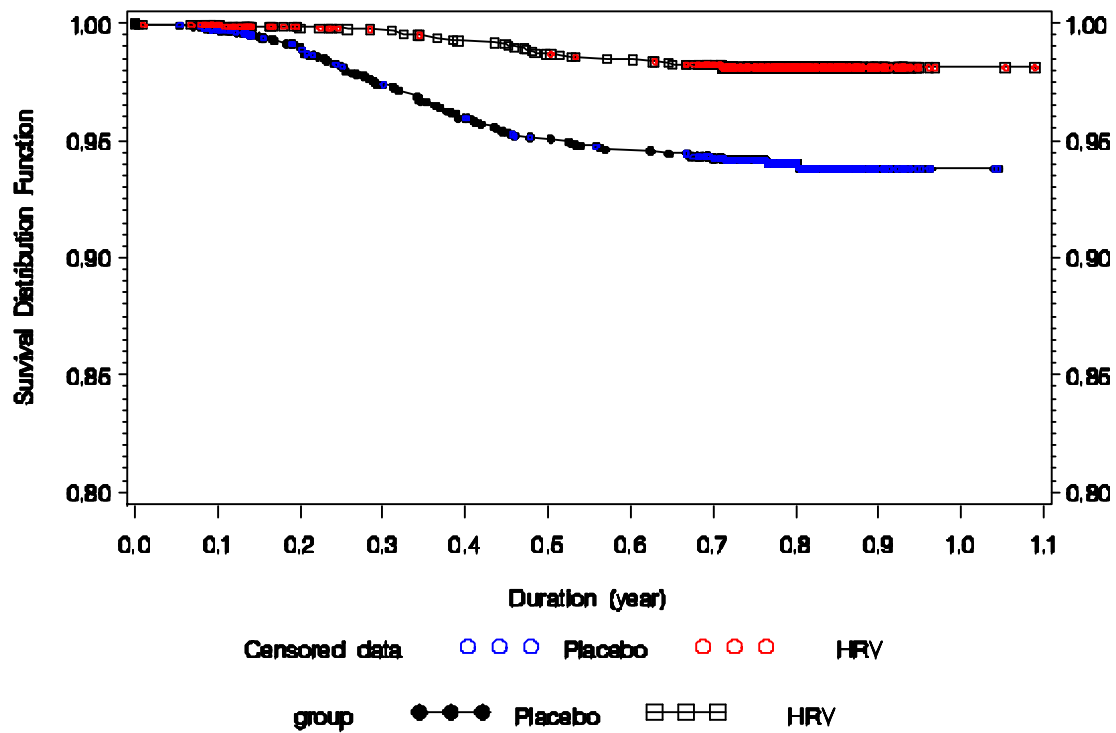 1.00 1.00
0.95 0.95
0.90 0.90
0.85 0.85
0.80 0.80
Survival Distribution Function
0.0 0.1 0.2 0.3 0.4 0.5 0.6 0.7 0.8 0.9 1.0 1.1
Duration (year)
Censored data Placebo HRV
group Placebo HRV